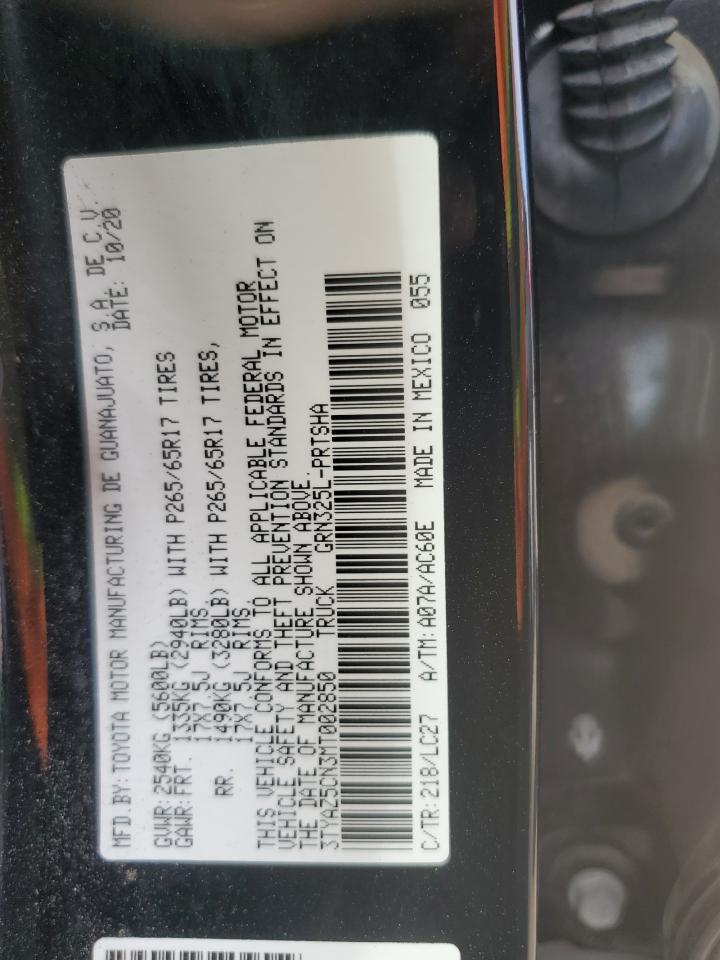 MFD.BY: TOYOTA MOTOR MANUFACTURING DE GUANAJUATO, S.A. DE C.V.
DATE: 10/20
GVWR: 2540KG (5600LB)
GAWR: FRT. 1335KG (2940LB) WITH P265/65R17 TIRES
17X7.5J RIMS,
RR. 1490KG (3280LB) WITH P265/65R17 TIRES,
17X7.5J RIMS,
THIS VEHICLE CONFORMS TO ALL APPLICABLE FEDERAL MOTOR
VEHICLE SAFETY AND THEFT PREVENTION STANDARDS IN EFFECT ON
THE DATE OF MANUFACTURE SHOWN ABOVE.
3TYAZ5CN3MT002850 TRUCK GRN325L-PRTSHA
C/TR: 218/LC27 A/TM: A07A/AC60E MADE IN MEXICO 055